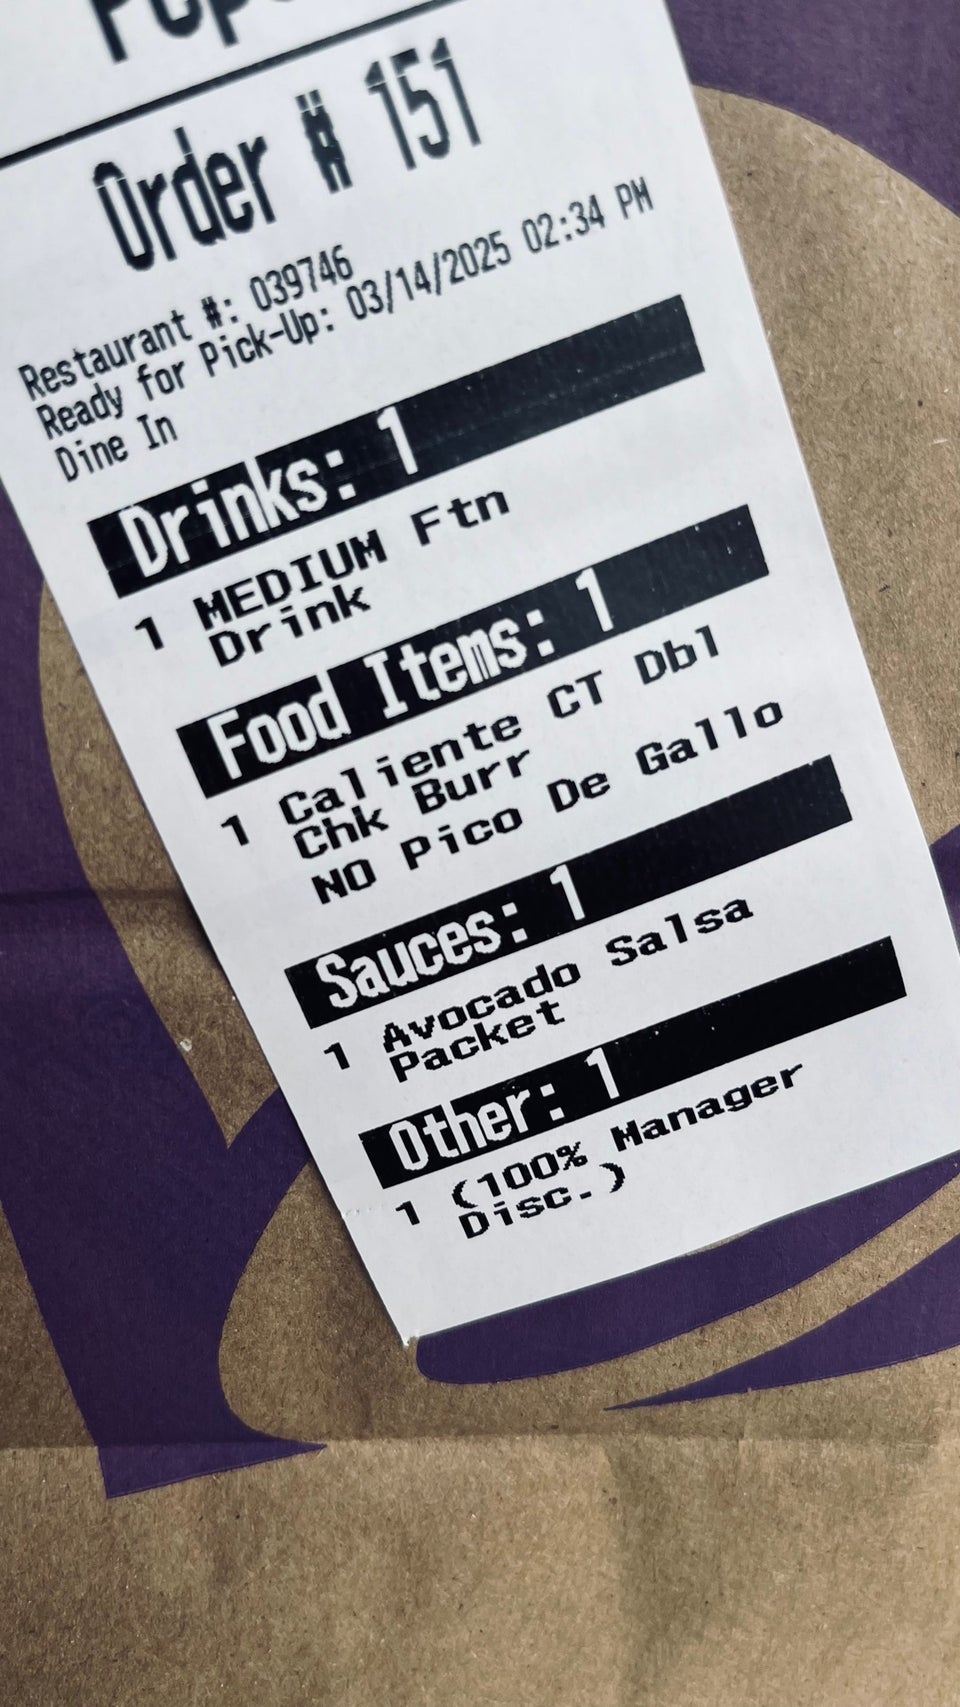 Order # 151
Restaurant #: 039746
Ready for Pick-Up: 03/14/2025 02:34 PM
Dine In
Drinks: 1
1 MEDIUM Ftn
Drink
Food Items: 1
1 Caliente CT Dbl
Chk Burr
NO Pico De Gallo
Sauces: 1
1 Avocado Salsa
Packet
Other: 1
1 (100% Manager
Disc.)